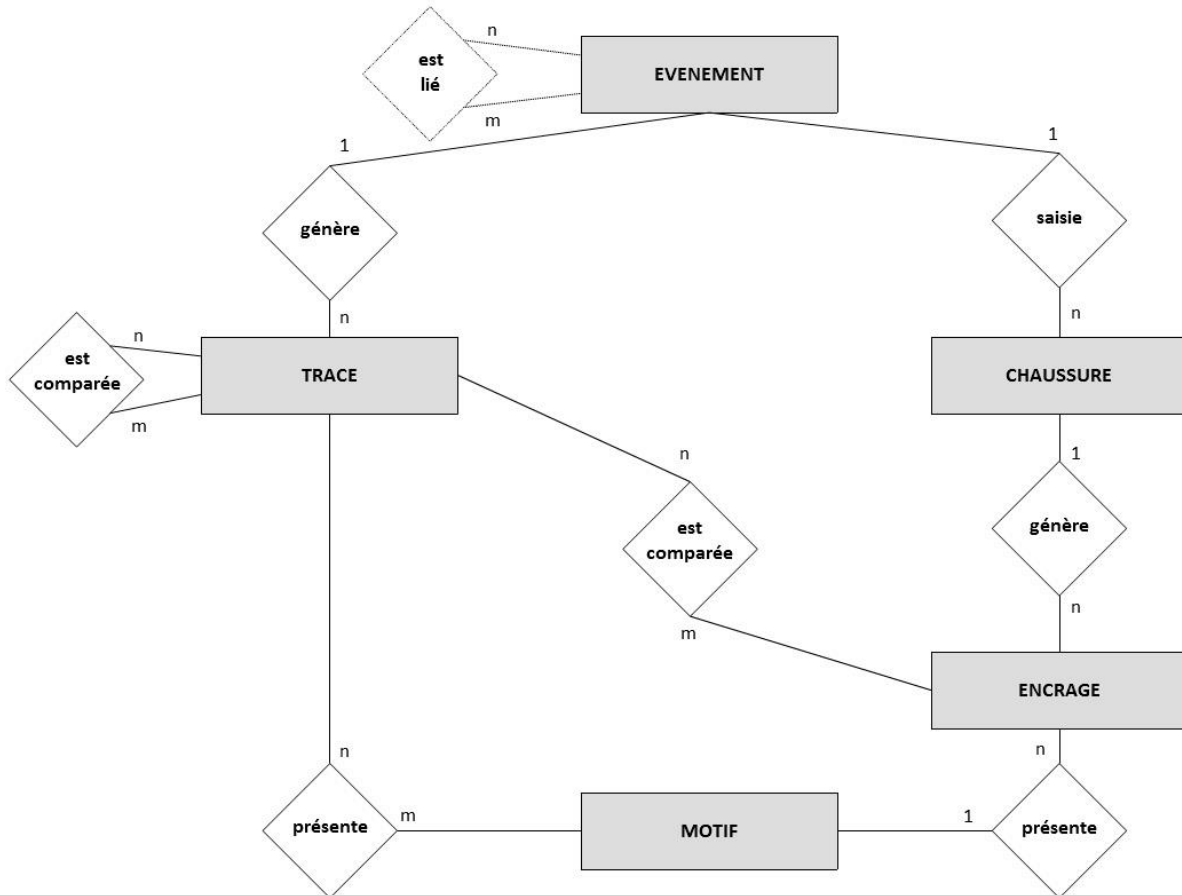 n
est
lié
EVENEMENT
m
1
1
génère
saisie
n
n
n
est
comparée
TRACE
CHAUSSURE
m
n
1
est
comparée
génère
m
n
ENCRAGE
n
n
m
1
présente
MOTIF
présente